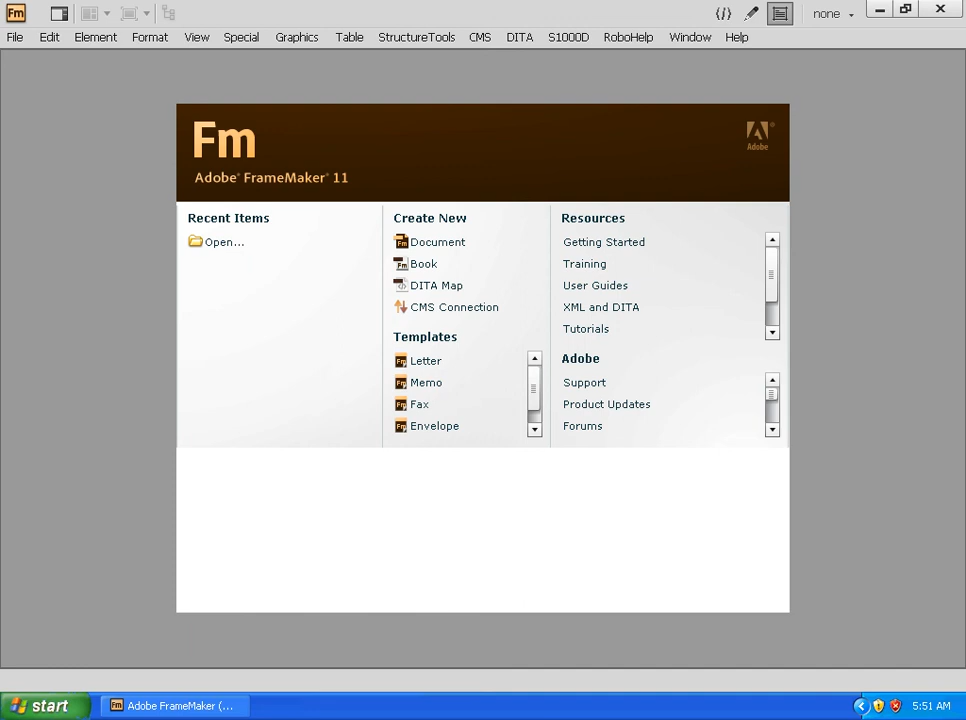 Fm
none
File Edit Element Format View Special Graphics Table StructureTools CMS DITA S1000D RoboHelp Window Help
Fm
Adobe® FrameMaker® 11
Adobe
Recent Items
Open...
Create New
Document
Book
DITA Map
CMS Connection
Templates
Letter
Memo
Fax
Envelope
Resources
Getting Started
Training
User Guides
XML and DITA
Tutorials
Adobe
Support
Product Updates
Forums
start
Adobe FrameMaker (...
5:51 AM